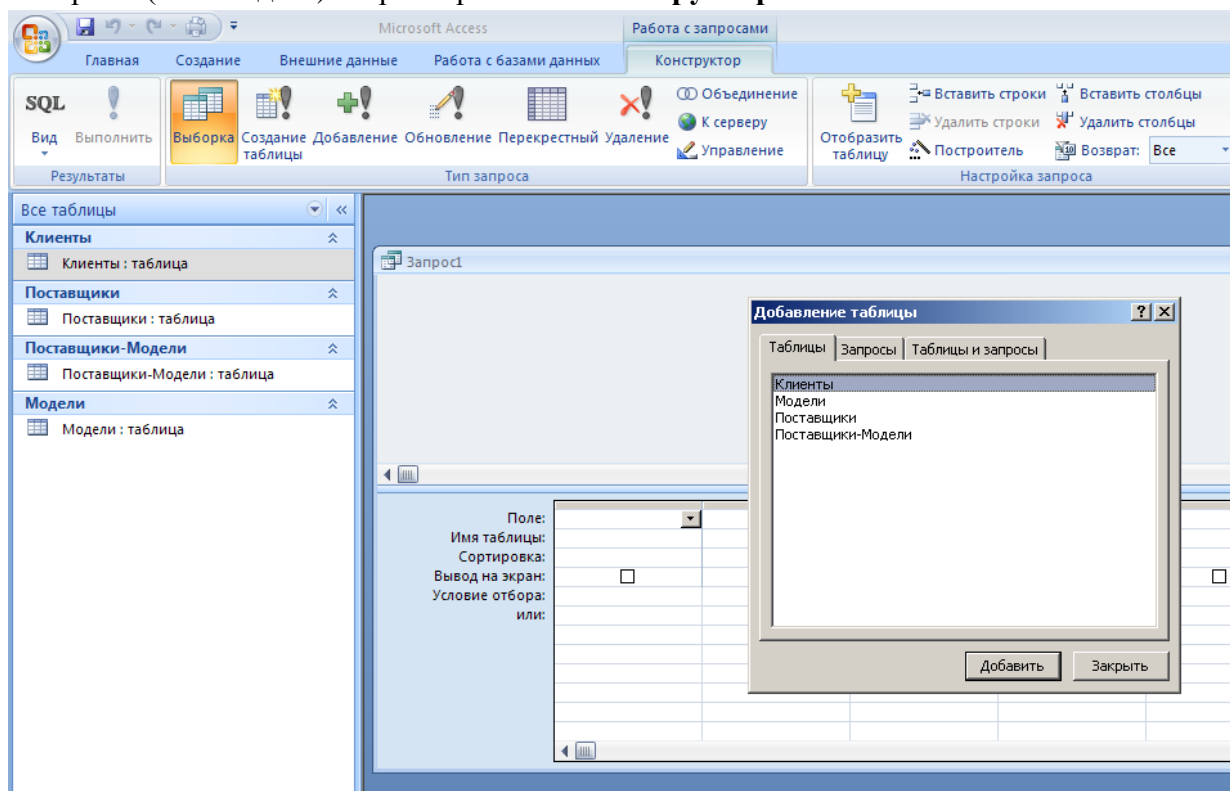 Microsoft Access
Работа с запросами
Главная Создание Внешние данные Работа с базами данных Конструктор
SQL
Вид
Выполнить
Результаты
Выборка
Создание таблицы
Добавление
Обновление
Перекрестный
Удаление
Объединение
К серверу
Управление
Тип запроса
Отобразить таблицу
Вставить строки
Удалить строки
Построитель
Вставить столбцы
Удалить столбцы
Возврат: Все
Настройка запроса
Все таблицы
Клиенты
Клиенты : таблица
Поставщики
Поставщики : таблица
Поставщики-Модели
Поставщики-Модели : таблица
Модели
Модели : таблица
Запрос1
Добавление таблицы
Таблицы Запросы Таблицы и запросы
Клиенты
Модели
Поставщики
Поставщики-Модели
Добавить Закрыть
Поле:
Имя таблицы:
Сортировка:
Вывод на экран:
Условие отбора:
или: